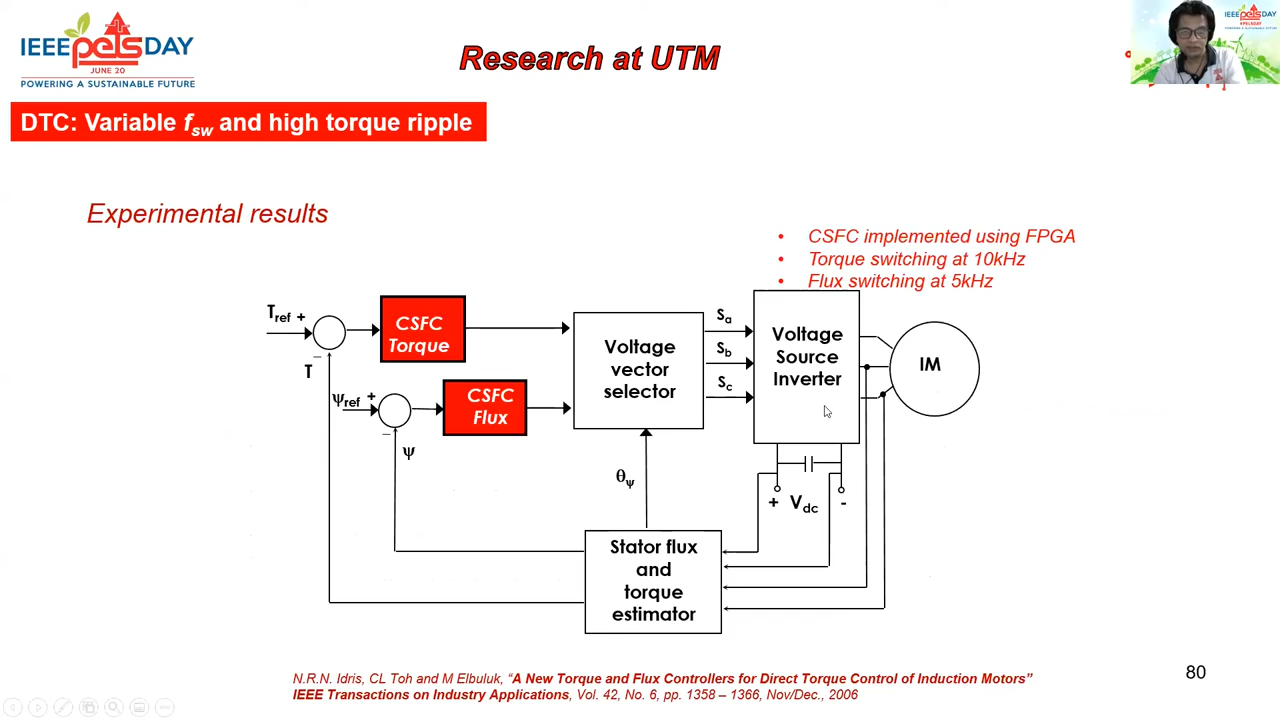 IEEE pels DAY
JUNE 20
POWERING A SUSTAINABLE FUTURE
Research at UTM
DTC: Variable fsw and high torque ripple
Experimental results
• CSFC implemented using FPGA
• Torque switching at 10kHz
• Flux switching at 5kHz
Tref +
−
T
CSFC
Torque
ψref +
−
ψ
CSFC
Flux
Voltage
vector
selector
Sa
Sb
Sc
Voltage
Source
Inverter
IM
θψ
+ Vdc -
Stator flux
and
torque
estimator
N.R.N. Idris, CL Toh and M Elbuluk, “A New Torque and Flux Controllers for Direct Torque Control of Induction Motors”
IEEE Transactions on Industry Applications, Vol. 42, No. 6, pp. 1358 – 1366, Nov/Dec., 2006
80